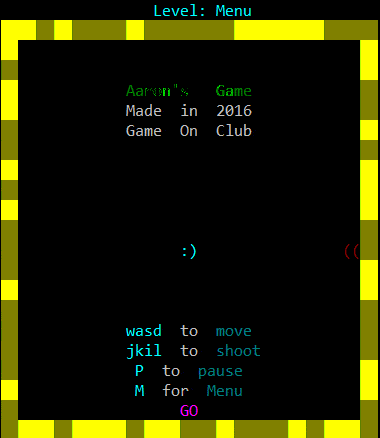 Level: Menu
Aaron's Game
Made in 2016
Game On Club
:) ((
wasd to move
jkil to shoot
P to pause
M for Menu
GO